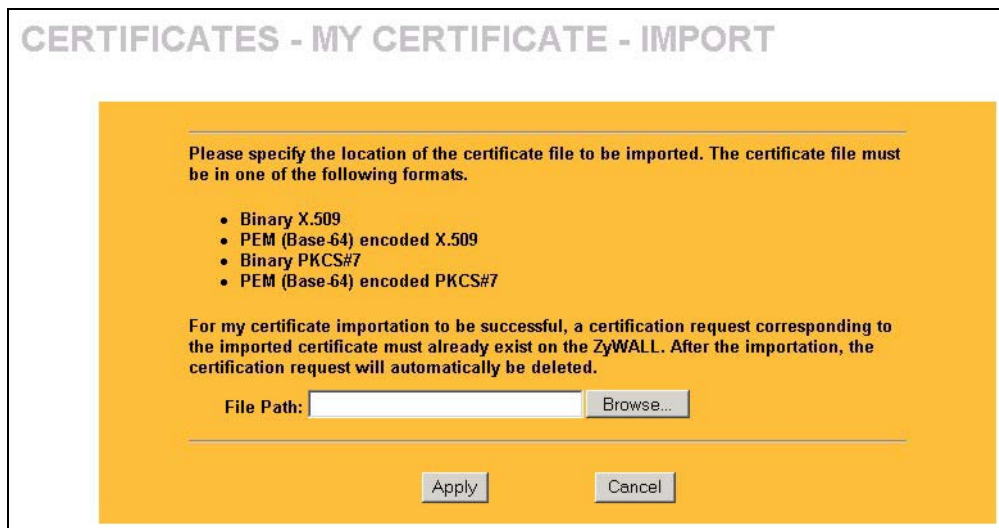 CERTIFICATES - MY CERTIFICATE - IMPORT
Please specify the location of the certificate file to be imported. The certificate file must
be in one of the following formats.
• Binary X.509
• PEM (Base-64) encoded X.509
• Binary PKCS#7
• PEM (Base-64) encoded PKCS#7
For my certificate importation to be successful, a certification request corresponding to
the imported certificate must already exist on the ZyWALL. After the importation, the
certification request will automatically be deleted.
File Path: Browse...
Apply Cancel